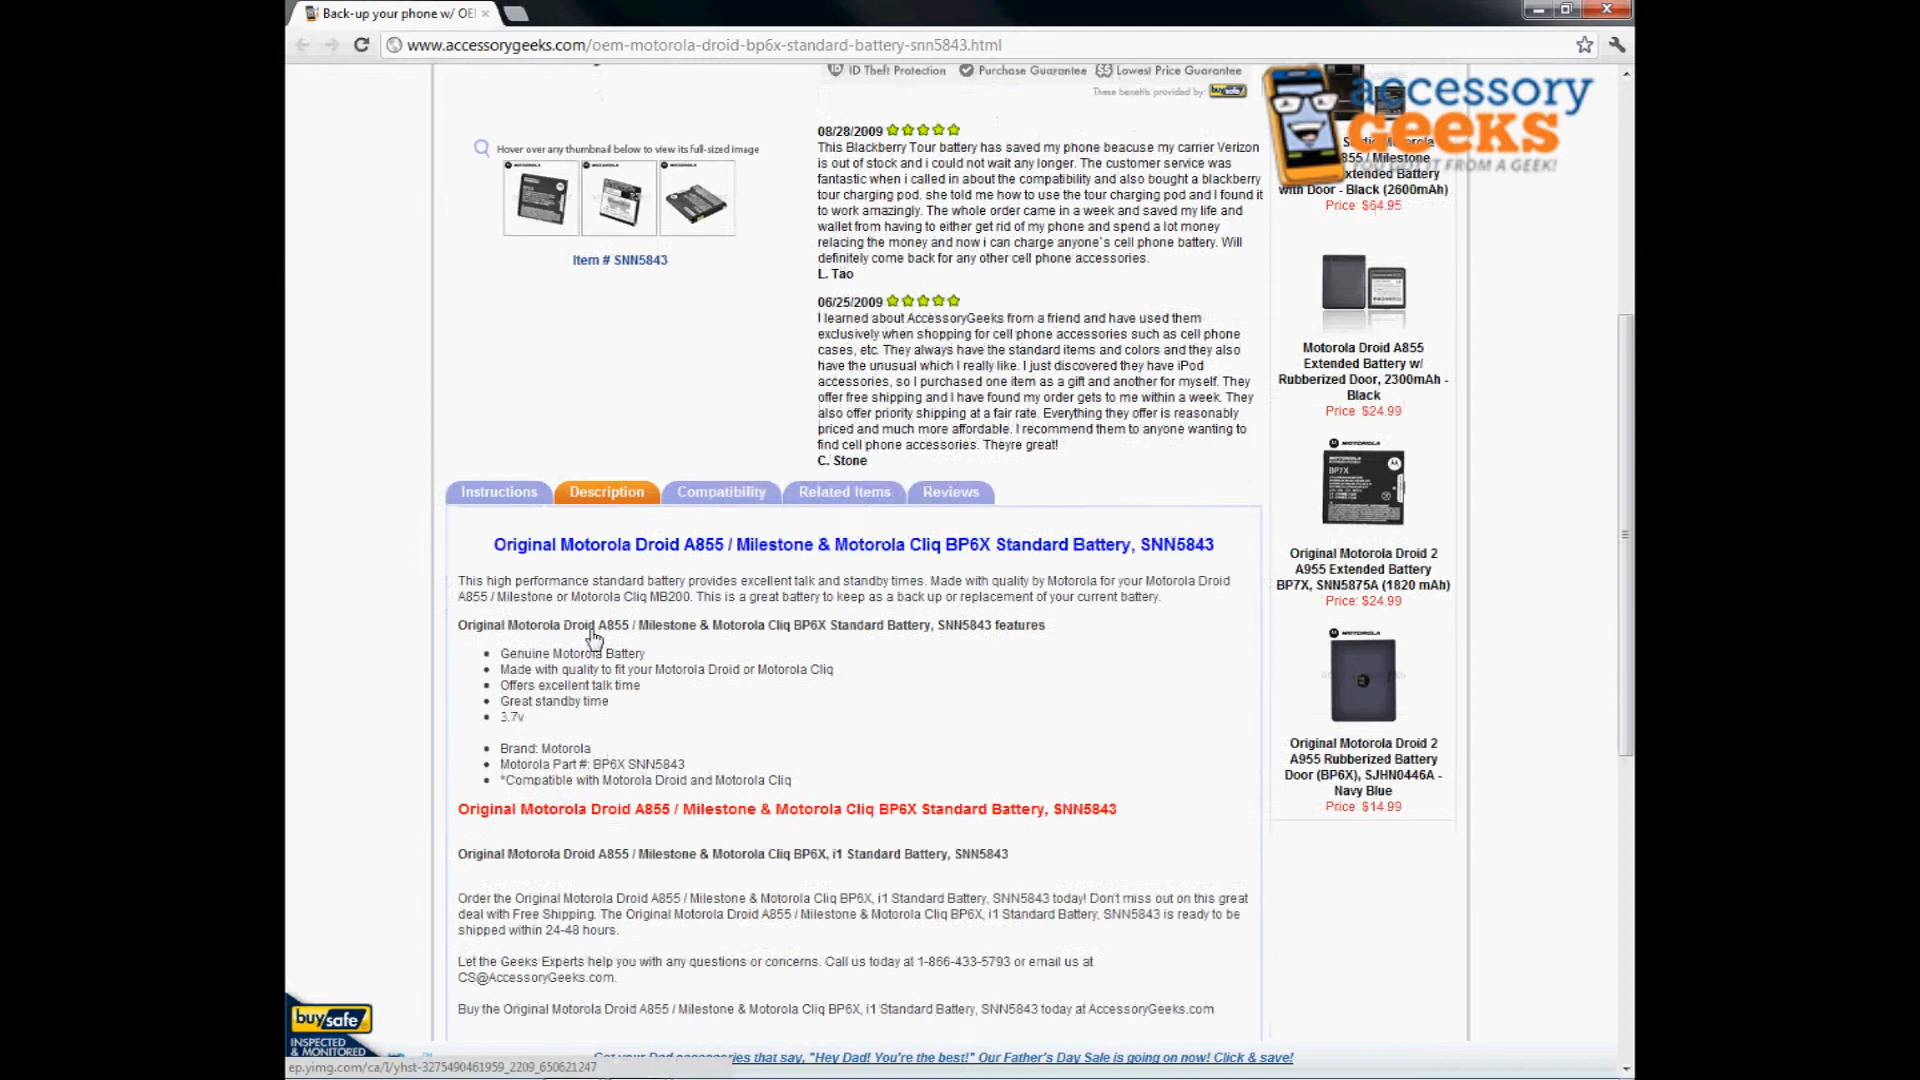 Back-up your phone w/ OE
www.accessorygeeks.com/oem-motorola-droid-bp6x-standard-battery-snn5843.html
ID Theft Protection Purchase Guarantee $$ Lowest Price Guarantee
These benefits provided by: buySAFE
accessory
GEEKS
YOU GOT IT FROM A GEEK!
08/28/2009
This Blackberry Tour battery has saved my phone beacuse my carrier Verizon
is out of stock and i could not wait any longer. The customer service was
fantastic when i called in about the compatibility and also bought a blackberry
tour charging pod. she told me how to use the tour charging pod and I found it
to work amazingly. The whole order came in a week and saved my life and
wallet from having to either get rid of my phone and spend a lot money
relacing the money and now i can charge anyone`s cell phone battery. Will
definitely come back for any other cell phone accessories.
L. Tao
06/25/2009
I learned about AccessoryGeeks from a friend and have used them
exclusively when shopping for cell phone accessories such as cell phone
cases, etc. They always have the standard items and colors and they also
have the unusual which I really like. I just discovered they have iPod
accessories, so I purchased one item as a gift and another for myself. They
offer free shipping and I have found my order gets to me within a week. They
also offer priority shipping at a fair rate. Everything they offer is reasonably
priced and much more affordable. I recommend them to anyone wanting to
find cell phone accessories. Theyre great!
C. Stone
Hover over any thumbnail below to view its full-sized image
MOTOROLA MOTOROLA MOTOROLA
Item # SNN5843
855 / Milestone
xtended Battery
with Door - Black (2600mAh)
Price: $64.95
Motorola Droid A855
Extended Battery w/
Rubberized Door, 2300mAh -
Black
Price: $24.99
MOTOROLA
BP7X
Original Motorola Droid 2
A955 Extended Battery
BP7X, SNN5875A (1820 mAh)
Price: $24.99
MOTOROLA
Original Motorola Droid 2
A955 Rubberized Battery
Door (BP6X), SJHN0446A -
Navy Blue
Price: $14.99
Instructions Description Compatibility Related Items Reviews
Original Motorola Droid A855 / Milestone & Motorola Cliq BP6X Standard Battery, SNN5843
This high performance standard battery provides excellent talk and standby times. Made with quality by Motorola for your Motorola Droid
A855 / Milestone or Motorola Cliq MB200. This is a great battery to keep as a back up or replacement of your current battery.
Original Motorola Droid A855 / Milestone & Motorola Cliq BP6X Standard Battery, SNN5843 features
Genuine Motorola Battery
Made with quality to fit your Motorola Droid or Motorola Cliq
Offers excellent talk time
Great standby time
3.7v
Brand: Motorola
Motorola Part #: BP6X SNN5843
*Compatible with Motorola Droid and Motorola Cliq
Original Motorola Droid A855 / Milestone & Motorola Cliq BP6X Standard Battery, SNN5843
Original Motorola Droid A855 / Milestone & Motorola Cliq BP6X, i1 Standard Battery, SNN5843
Order the Original Motorola Droid A855 / Milestone & Motorola Cliq BP6X, i1 Standard Battery, SNN5843 today! Don't miss out on this great
deal with Free Shipping. The Original Motorola Droid A855 / Milestone & Motorola Cliq BP6X, i1 Standard Battery, SNN5843 is ready to be
shipped within 24-48 hours.
Let the Geeks Experts help you with any questions or concerns. Call us today at 1-866-433-5793 or email us at
CS@AccessoryGeeks.com.
Buy the Original Motorola Droid A855 / Milestone & Motorola Cliq BP6X, i1 Standard Battery, SNN5843 today at AccessoryGeeks.com
buySAFE
INSPECTED
& MONITORED
Get your Dad accessories that say, "Hey Dad! You're the best!" Our Father's Day Sale is going on now! Click & save!
ep.yimg.com/ca/I/yhst-3275490461959_2209_650621247